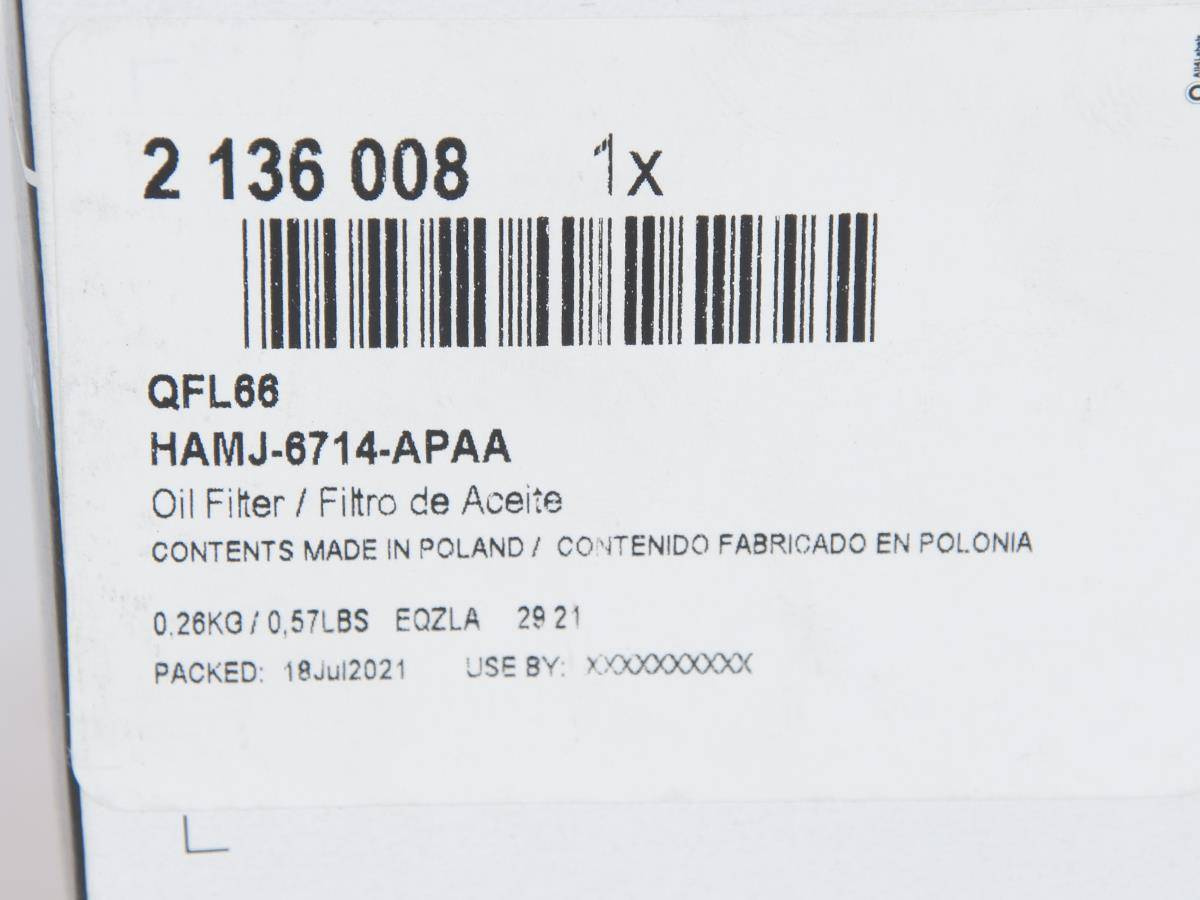 2 136 008 1x
QFL66
HAMJ-6714-APAA
Oil Filter / Filtro de Aceite
CONTENTS MADE IN POLAND / CONTENIDO FABRICADO EN POLONIA
0,26KG / 0,57LBS EQZLA 29 21
PACKED: 18Jul2021 USE BY: XXXXXXXXXX